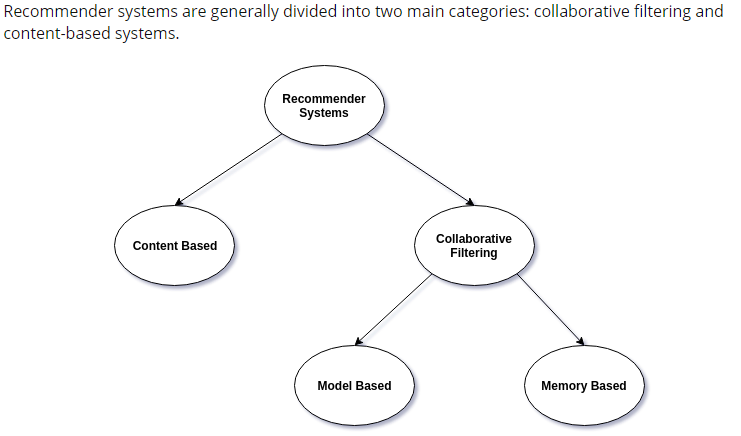 Recommender systems are generally divided into two main categories: collaborative filtering and
content-based systems.
Recommender
Systems
Content Based
Collaborative
Filtering
Model Based
Memory Based